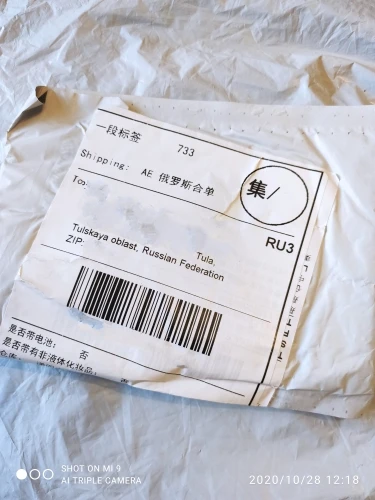 一段标签 733
Shipping: AE 俄罗斯合单
集/
To:
RU3
Tula,
Tulskaya oblast, Russian Federation
ZIP:
是否带电池: 否
是否带有非液体化妆品: 否
SHOT ON MI 9
AI TRIPLE CAMERA
2020/10/28 12:18